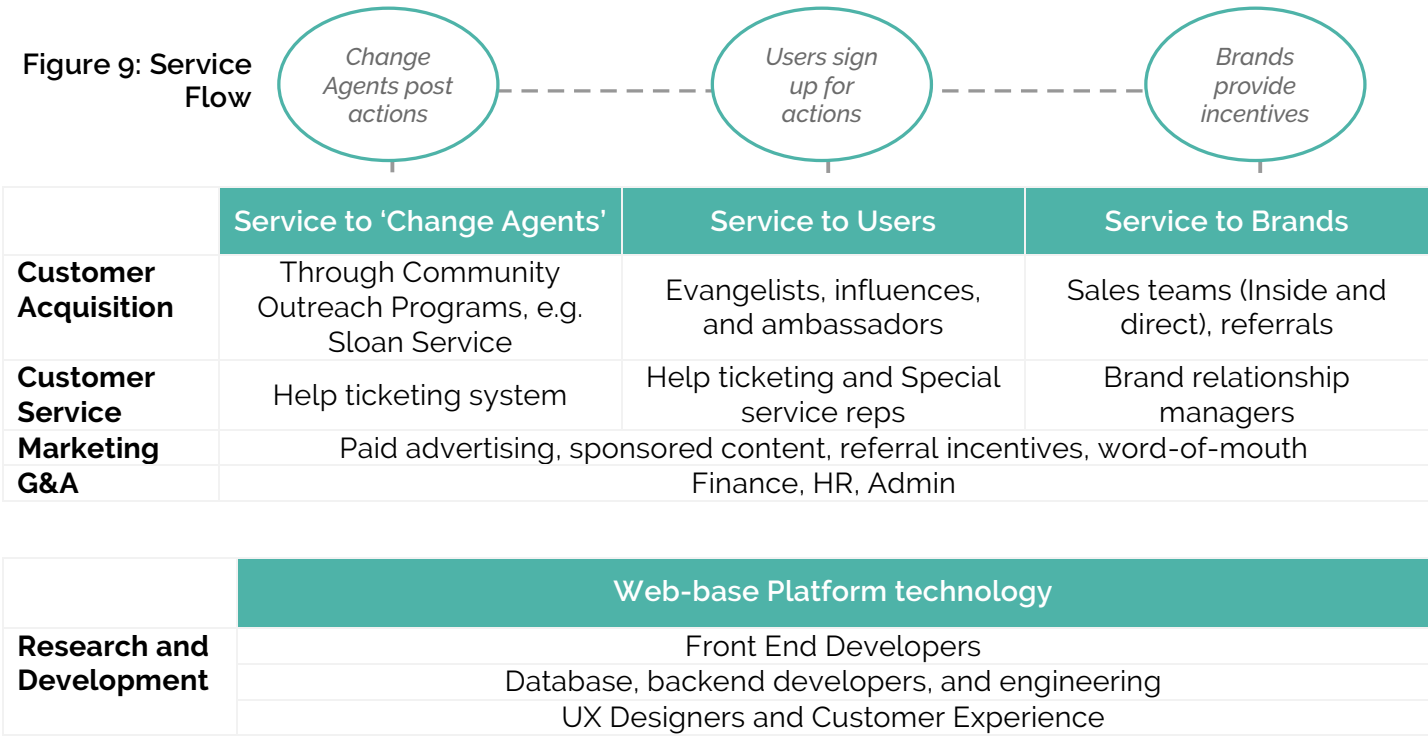 Figure 9: Service
Flow
Change
Agents post
actions
Users sign
up for
actions
Brands
provide
incentives
Service to ‘Change Agents’
Service to Users
Service to Brands
Customer
Acquisition
Through Community
Outreach Programs, e.g.
Sloan Service
Evangelists, influences,
and ambassadors
Sales teams (Inside and
direct), referrals
Customer
Service
Help ticketing system
Help ticketing and Special
service reps
Brand relationship
managers
Marketing
Paid advertising, sponsored content, referral incentives, word-of-mouth
G&A
Finance, HR, Admin
Web-base Platform technology
Research and
Development
Front End Developers
Database, backend developers, and engineering
UX Designers and Customer Experience